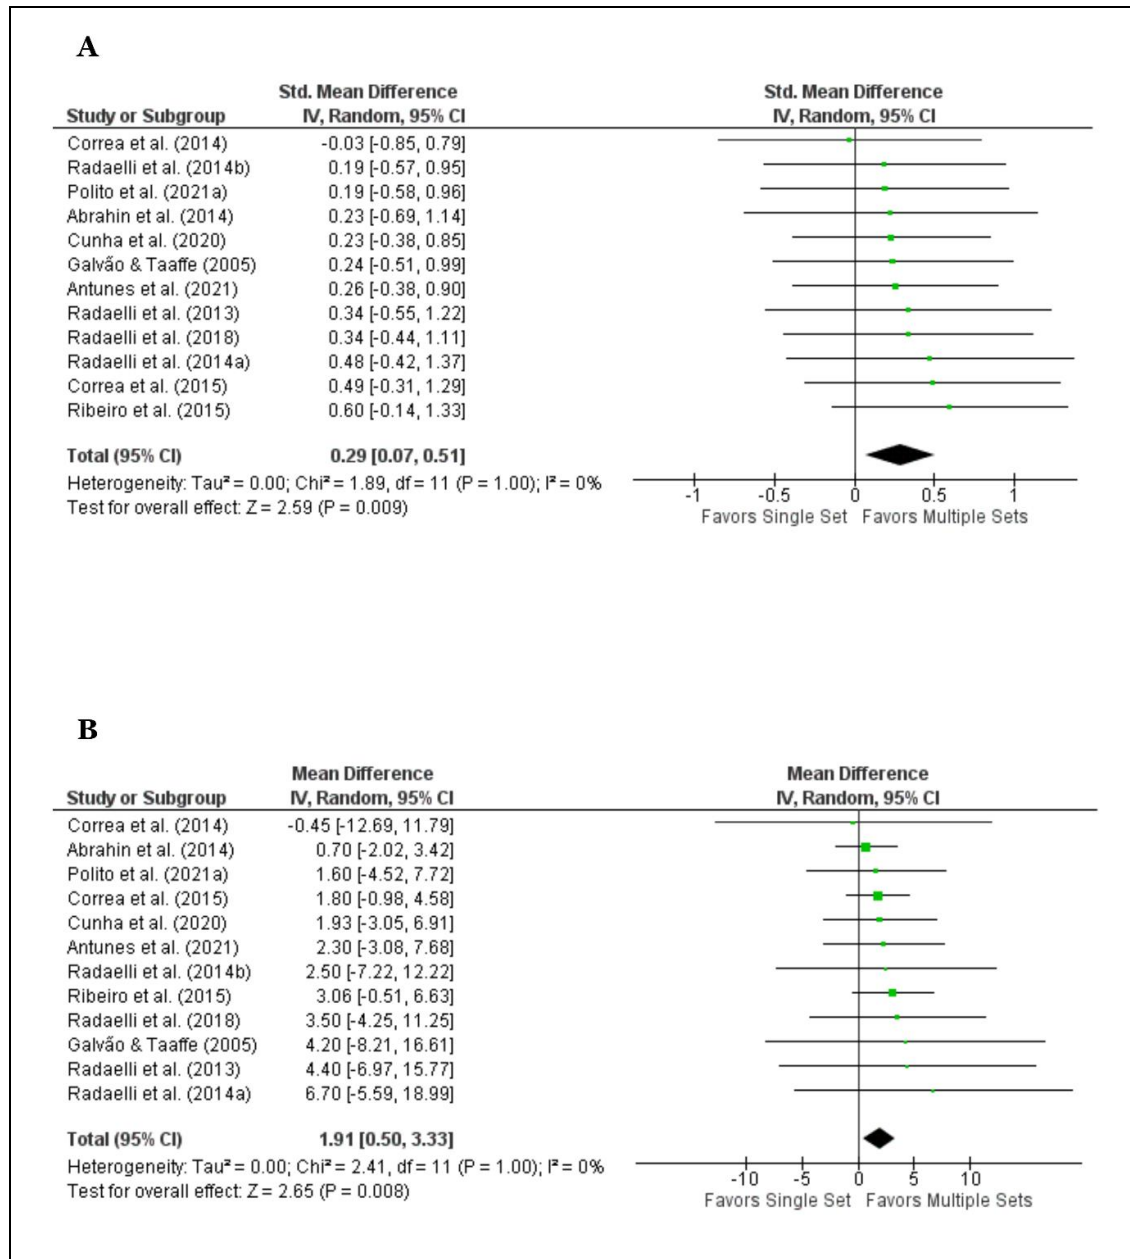 A
Std. Mean Difference Std. Mean Difference
Study or Subgroup IV, Random, 95% CI IV, Random, 95% CI
Correa et al. (2014) -0.03 [-0.85, 0.79]
Radaelli et al. (2014b) 0.19 [-0.57, 0.95]
Polito et al. (2021a) 0.19 [-0.58, 0.96]
Abrahin et al. (2014) 0.23 [-0.69, 1.14]
Cunha et al. (2020) 0.23 [-0.38, 0.85]
Galvão & Taaffe (2005) 0.24 [-0.51, 0.99]
Antunes et al. (2021) 0.26 [-0.38, 0.90]
Radaelli et al. (2013) 0.34 [-0.55, 1.22]
Radaelli et al. (2018) 0.34 [-0.44, 1.11]
Radaelli et al. (2014a) 0.48 [-0.42, 1.37]
Correa et al. (2015) 0.49 [-0.31, 1.29]
Ribeiro et al. (2015) 0.60 [-0.14, 1.33]
Total (95% CI) 0.29 [0.07, 0.51]
Heterogeneity: Tau² = 0.00; Chi² = 1.89, df = 11 (P = 1.00); I² = 0%
Test for overall effect: Z = 2.59 (P = 0.009)
-1 -0.5 0 0.5 1
Favors Single Set Favors Multiple Sets
B
Mean Difference Mean Difference
Study or Subgroup IV, Random, 95% CI IV, Random, 95% CI
Correa et al. (2014) -0.45 [-12.69, 11.79]
Abrahin et al. (2014) 0.70 [-2.02, 3.42]
Polito et al. (2021a) 1.60 [-4.52, 7.72]
Correa et al. (2015) 1.80 [-0.98, 4.58]
Cunha et al. (2020) 1.93 [-3.05, 6.91]
Antunes et al. (2021) 2.30 [-3.08, 7.68]
Radaelli et al. (2014b) 2.50 [-7.22, 12.22]
Ribeiro et al. (2015) 3.06 [-0.51, 6.63]
Radaelli et al. (2018) 3.50 [-4.25, 11.25]
Galvão & Taaffe (2005) 4.20 [-8.21, 16.61]
Radaelli et al. (2013) 4.40 [-6.97, 15.77]
Radaelli et al. (2014a) 6.70 [-5.59, 18.99]
Total (95% CI) 1.91 [0.50, 3.33]
Heterogeneity: Tau² = 0.00; Chi² = 2.41, df = 11 (P = 1.00); I² = 0%
Test for overall effect: Z = 2.65 (P = 0.008)
-10 -5 0 5 10
Favors Single Set Favors Multiple Sets